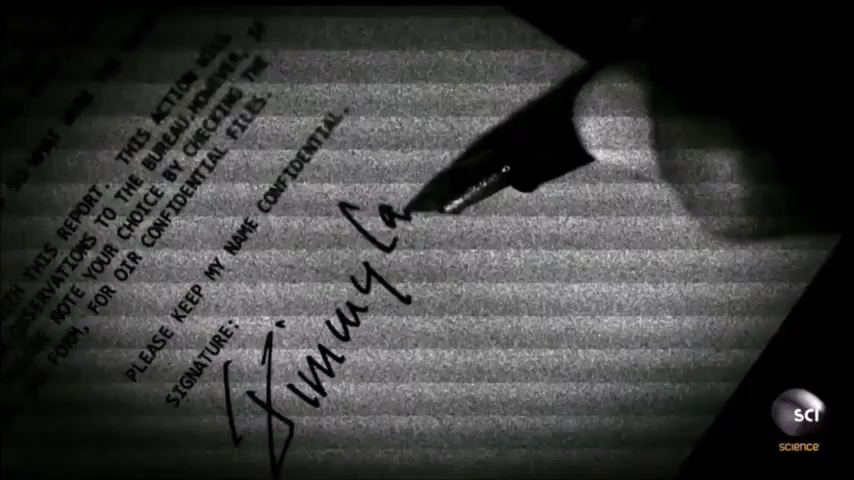 THIS REPORT. THIS ACTION WILL
OBSERVATIONS TO THE BUREAU,HOWEVER, IF
NOTE YOUR CHOICE BY CHECKING THE
FORM, FOR OIR CONFIDENTIAL FILES.
PLEASE KEEP MY NAME CONFIDENTIAL.
SIGNATURE: Jimmy Ca
SCI
SCIENCE